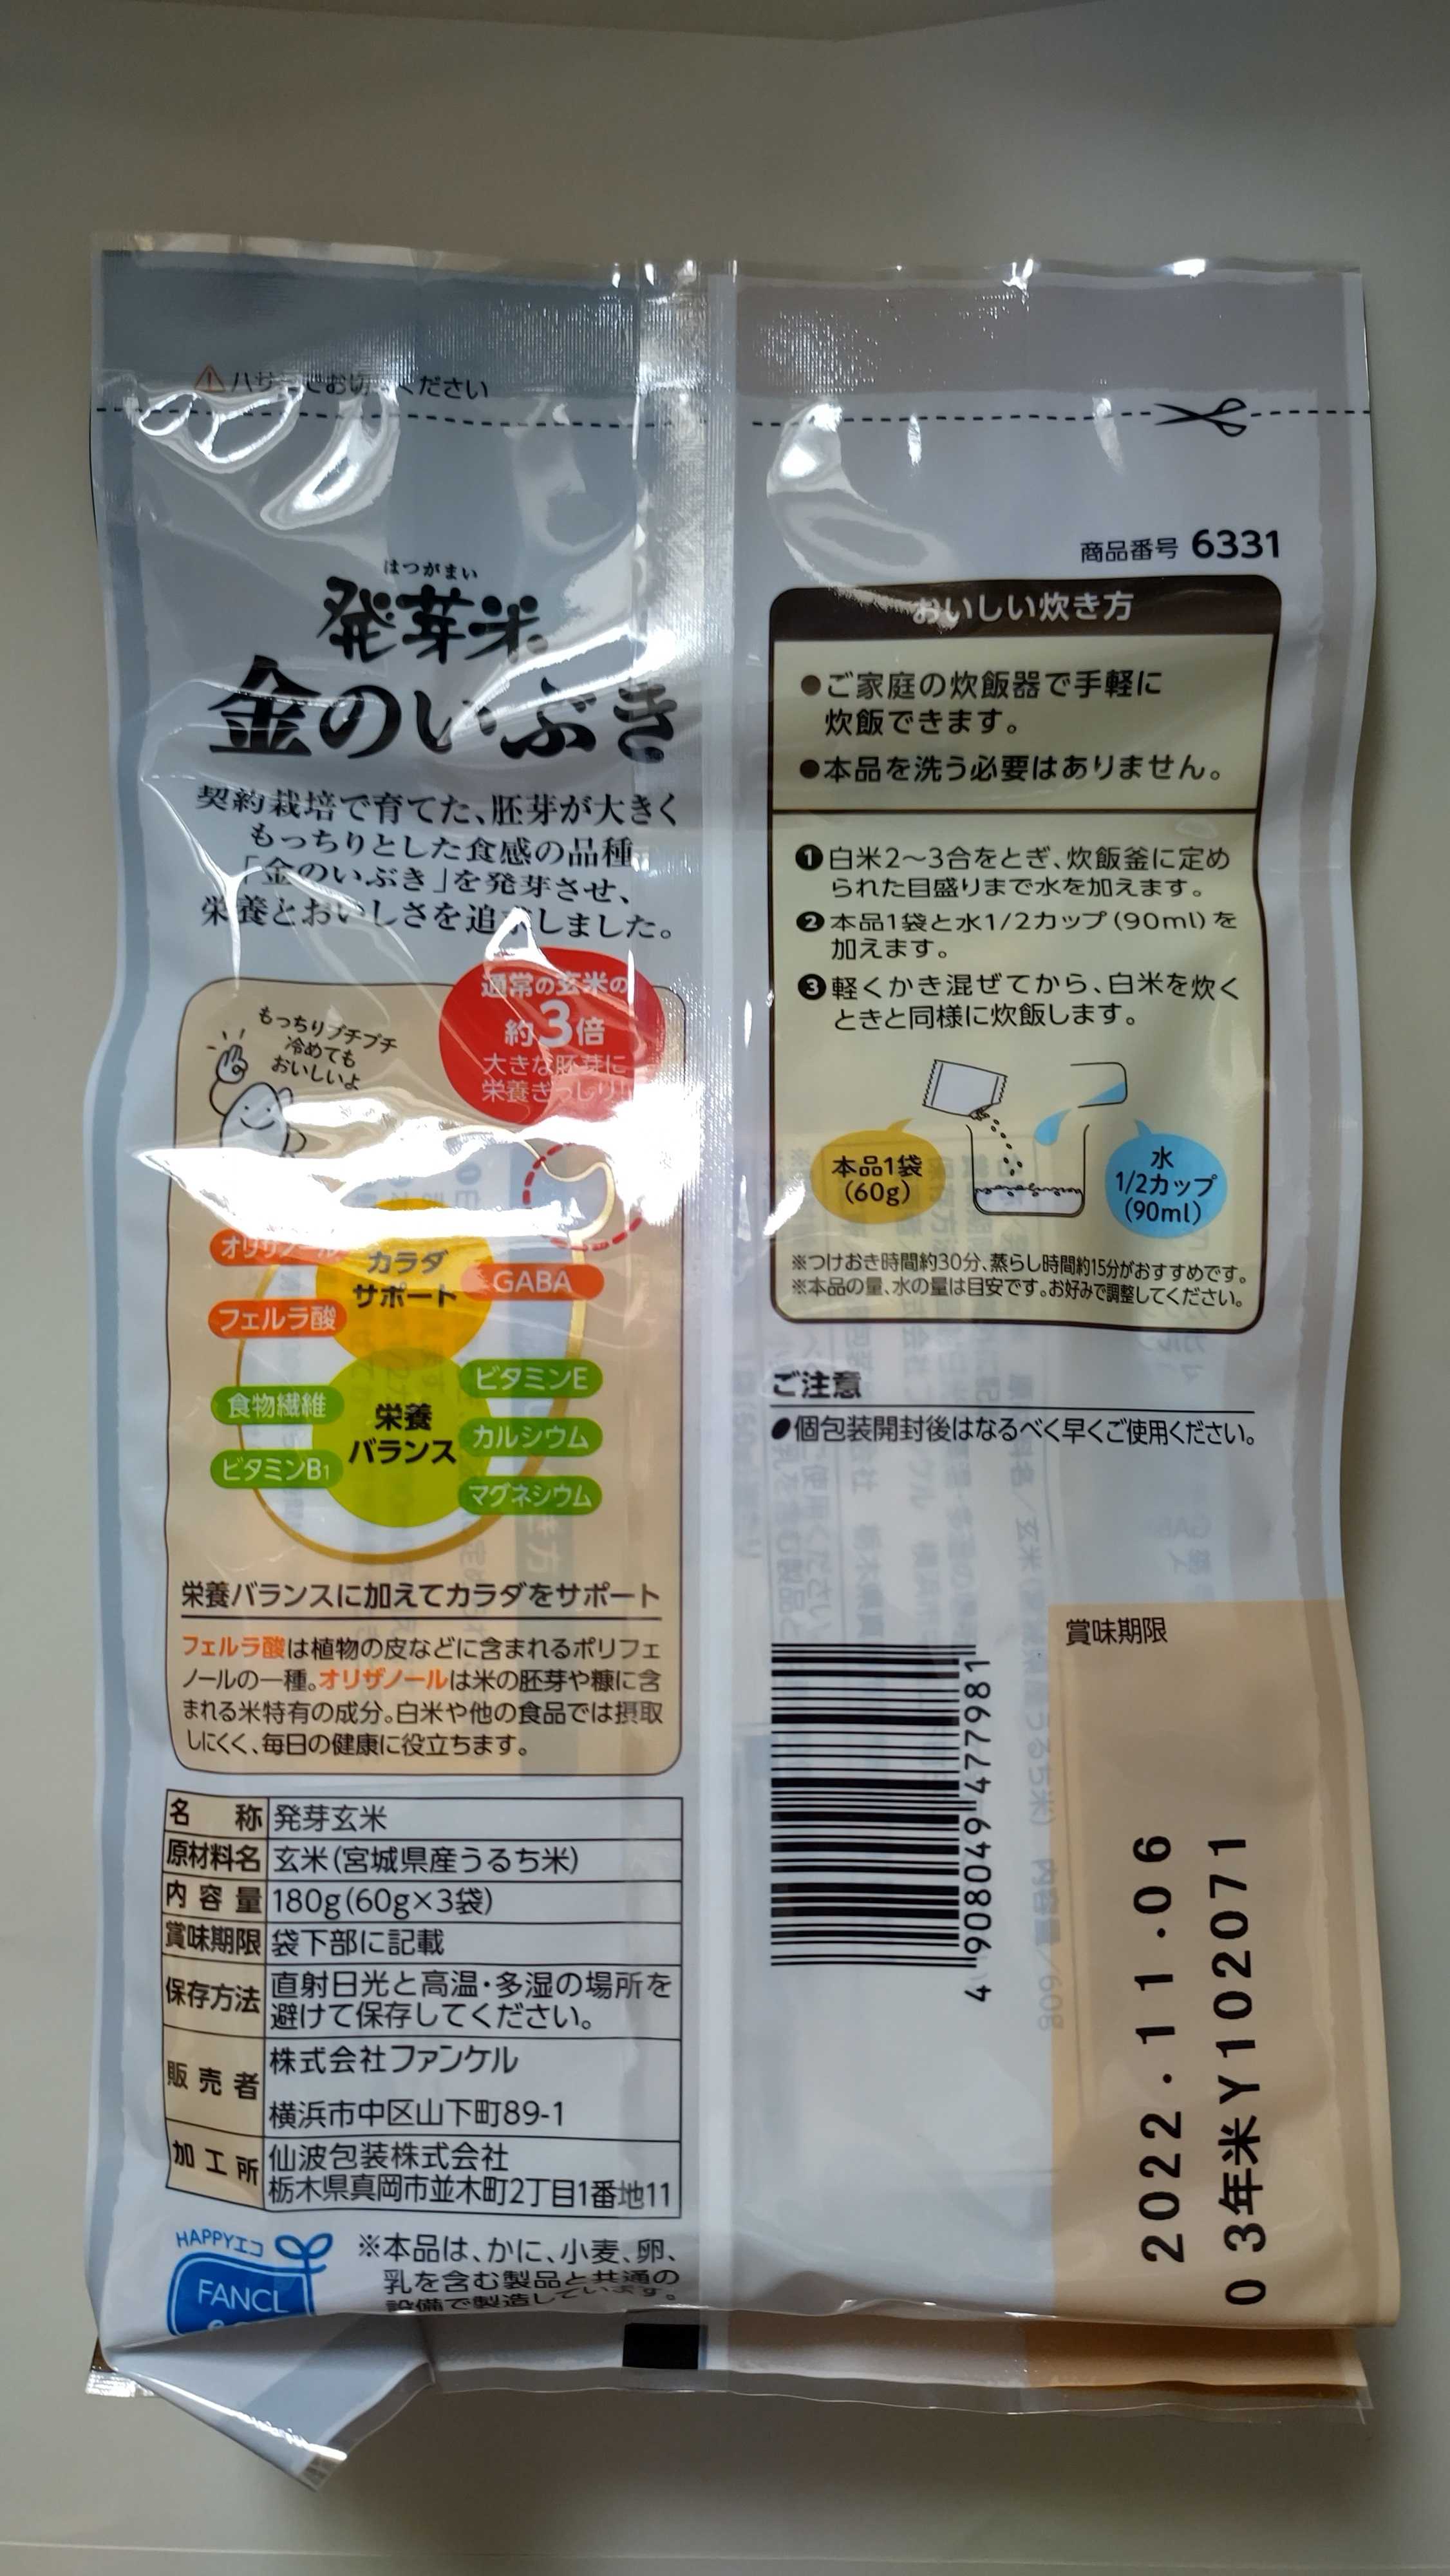 ください
はつがまい
発芽米
金のいぶき
契約栽培で育てた、胚芽が大きく
もっちりとした食感の品種
「金のいぶき」を発芽させ、
栄養とおいしさを追求しました。
もっちりプチプチ
冷めても
おいしいよ
通常の玄米の
約3倍
大きな胚芽に
栄養ぎっしり!
オリザノール
カラダ
サポート
GABA
フェルラ酸
ビタミンE
食物繊維
栄養
バランス
カルシウム
ビタミンB1
マグネシウム
栄養バランスに加えてカラダをサポート
フェルラ酸は植物の皮などに含まれるポリフェ
ノールの一種。オリザノールは米の胚芽や糠に含
まれる米特有の成分。白米や他の食品では摂取
しにくく、毎日の健康に役立ちます。
名称 発芽玄米
原材料名 玄米(宮城県産うるち米)
内容量 180g(60g×3袋)
賞味期限 袋下部に記載
保存方法 直射日光と高温・多湿の場所を
避けて保存してください。
販売者 株式会社ファンケル
横浜市中区山下町89-1
加工所 仙波包装株式会社
栃木県真岡市並木町2丁目1番地11
HAPPYエコ
FANCL
※本品は、かに、小麦、卵、
乳を含む製品と共通の
設備で製造しています。
商品番号 6331
おいしい炊き方
●ご家庭の炊飯器で手軽に
炊飯できます。
●本品を洗う必要はありません。
❶白米2~3合をとぎ、炊飯釜に定め
られた目盛りまで水を加えます。
❷本品1袋と水1/2カップ(90ml)を
加えます。
❸軽くかき混ぜてから、白米を炊く
ときと同様に炊飯します。
本品1袋
(60g)
水
1/2カップ
(90ml)
※つけおき時間約30分、蒸らし時間約15分がおすすめです。
※本品の量、水の量は目安です。お好みで調整してください。
ご注意
●個包装開封後はなるべく早くご使用ください。
賞味期限
4908049477981
2022.11.06
03年米Y102071